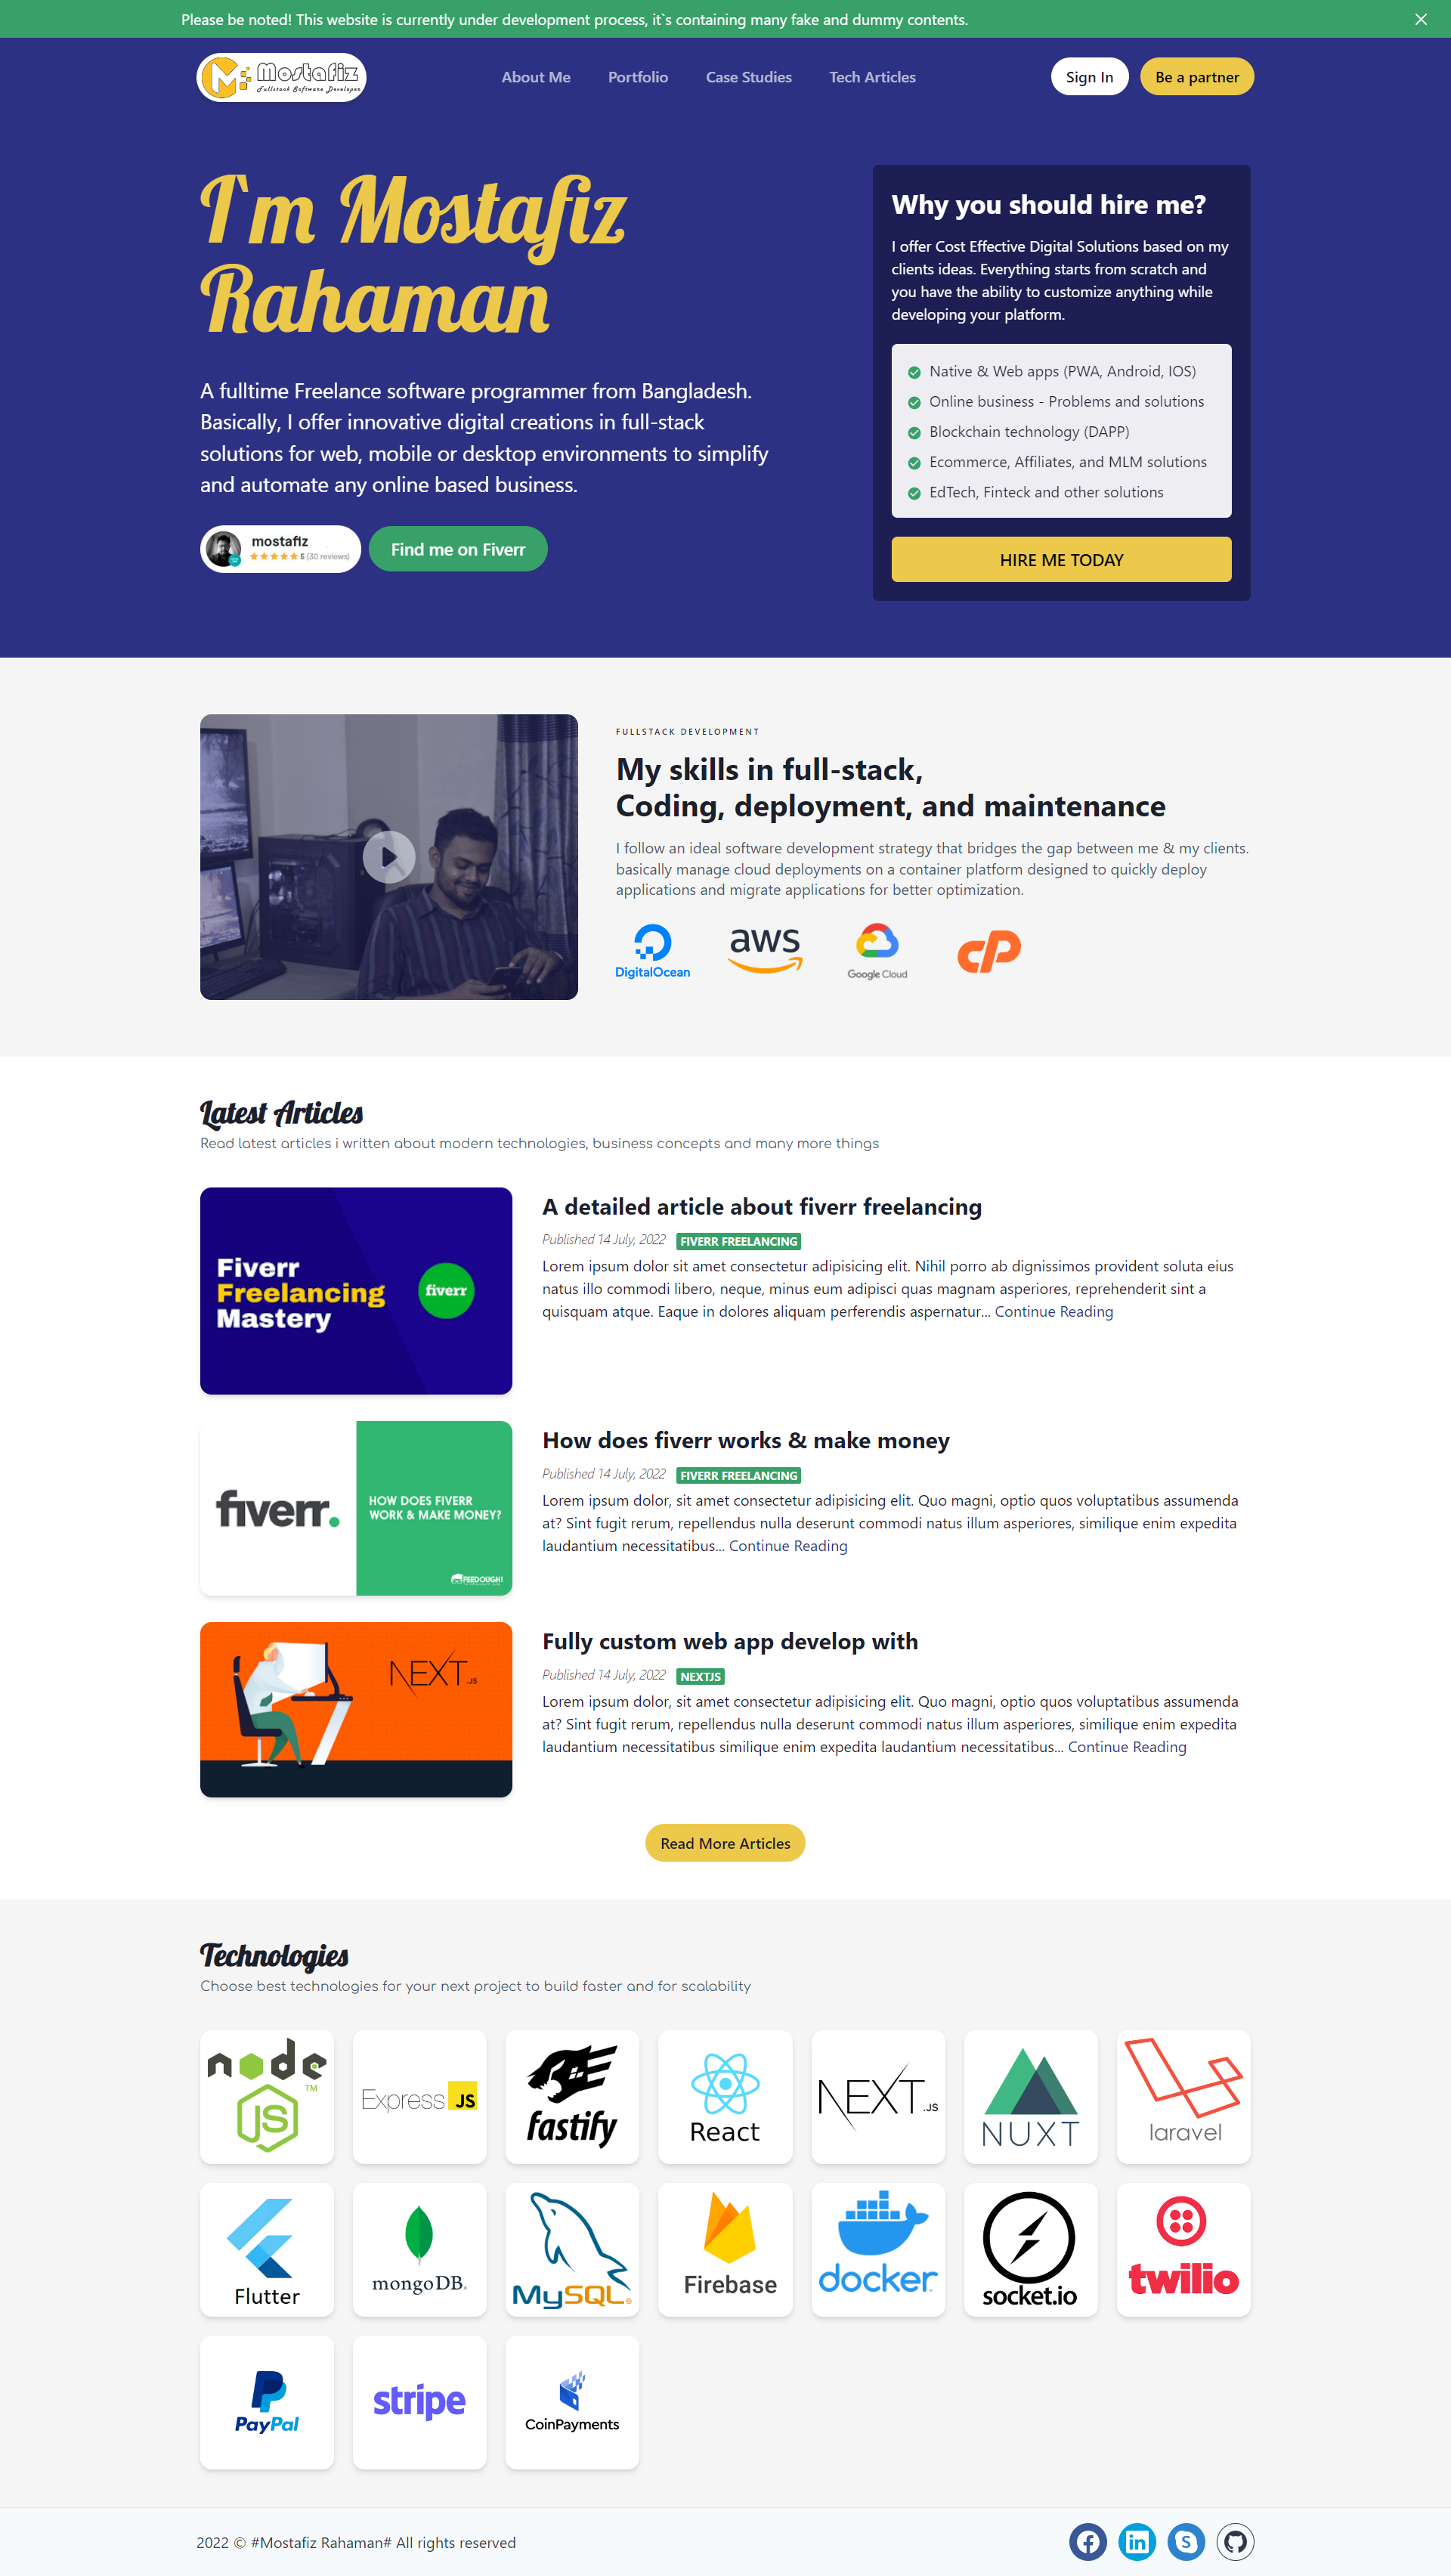 Please be noted! This website is currently under development process, it`s containing many fake and dummy contents.
Mostafiz
Fullstack Software Developer
About Me
Portfolio
Case Studies
Tech Articles
Sign In
Be a partner
I`m Mostafiz
Rahaman
A fulltime Freelance software programmer from Bangladesh.
Basically, I offer innovative digital creations in full-stack
solutions for web, mobile or desktop environments to simplify
and automate any online based business.
mostafiz
5 (30 reviews)
Find me on Fiverr
Why you should hire me?
I offer Cost Effective Digital Solutions based on my
clients ideas. Everything starts from scratch and
you have the ability to customize anything while
developing your platform.
Native & Web apps (PWA, Android, IOS)
Online business - Problems and solutions
Blockchain technology (DAPP)
Ecommerce, Affiliates, and MLM solutions
EdTech, Finteck and other solutions
HIRE ME TODAY
FULLSTACK DEVELOPMENT
My skills in full-stack,
Coding, deployment, and maintenance
I follow an ideal software development strategy that bridges the gap between me & my clients.
basically manage cloud deployments on a container platform designed to quickly deploy
applications and migrate applications for better optimization.
DigitalOcean
aws
Google Cloud
cP
Latest Articles
Read latest articles i written about modern technologies, business concepts and many more things
Fiverr
Freelancing
Mastery
fiverr
A detailed article about fiverr freelancing
Published 14 July, 2022 FIVERR FREELANCING
Lorem ipsum dolor sit amet consectetur adipisicing elit. Nihil porro ab dignissimos provident soluta eius
natus illo commodi libero, neque, minus eum adipisci quas magnam asperiores, reprehenderit sint a
quisquam atque. Eaque in dolores aliquam perferendis aspernatur... Continue Reading
fiverr.
HOW DOES FIVERR
WORK & MAKE MONEY?
FEEDOUGH!
How does fiverr works & make money
Published 14 July, 2022 FIVERR FREELANCING
Lorem ipsum dolor, sit amet consectetur adipisicing elit. Quo magni, optio quos voluptatibus assumenda
at? Sint fugit rerum, repellendus nulla deserunt commodi natus illum asperiores, similique enim expedita
laudantium necessitatibus... Continue Reading
NEXT.JS
Fully custom web app develop with
Published 14 July, 2022 NEXTJS
Lorem ipsum dolor, sit amet consectetur adipisicing elit. Quo magni, optio quos voluptatibus assumenda
at? Sint fugit rerum, repellendus nulla deserunt commodi natus illum asperiores, similique enim expedita
laudantium necessitatibus similique enim expedita laudantium necessitatibus... Continue Reading
Read More Articles
Technologies
Choose best technologies for your next project to build faster and for scalability
node
TM
JS
Express JS
fastify
React
NEXT.JS
NUXT
laravel
Flutter
mongoDB®
MySQL®
Firebase
docker
socket.io
twilio
PayPal
stripe
CoinPayments
2022 © #Mostafiz Rahaman# All rights reserved